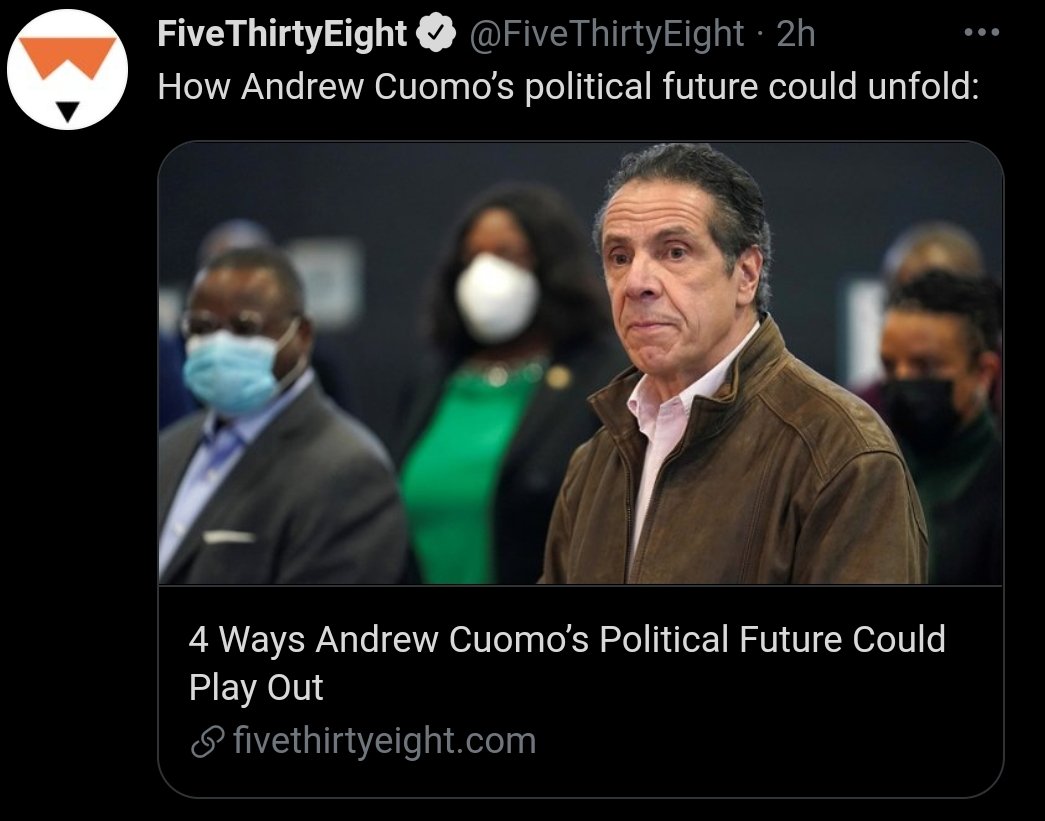 FiveThirtyEight @FiveThirtyEight · 2h
How Andrew Cuomo’s political future could unfold:
4 Ways Andrew Cuomo’s Political Future Could
Play Out
fivethirtyeight.com